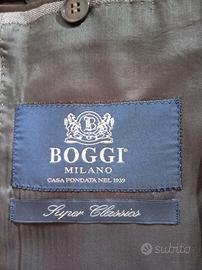 B
BOGGI
MILANO
CASA FONDATA NEL 1939
Super Classics
subito